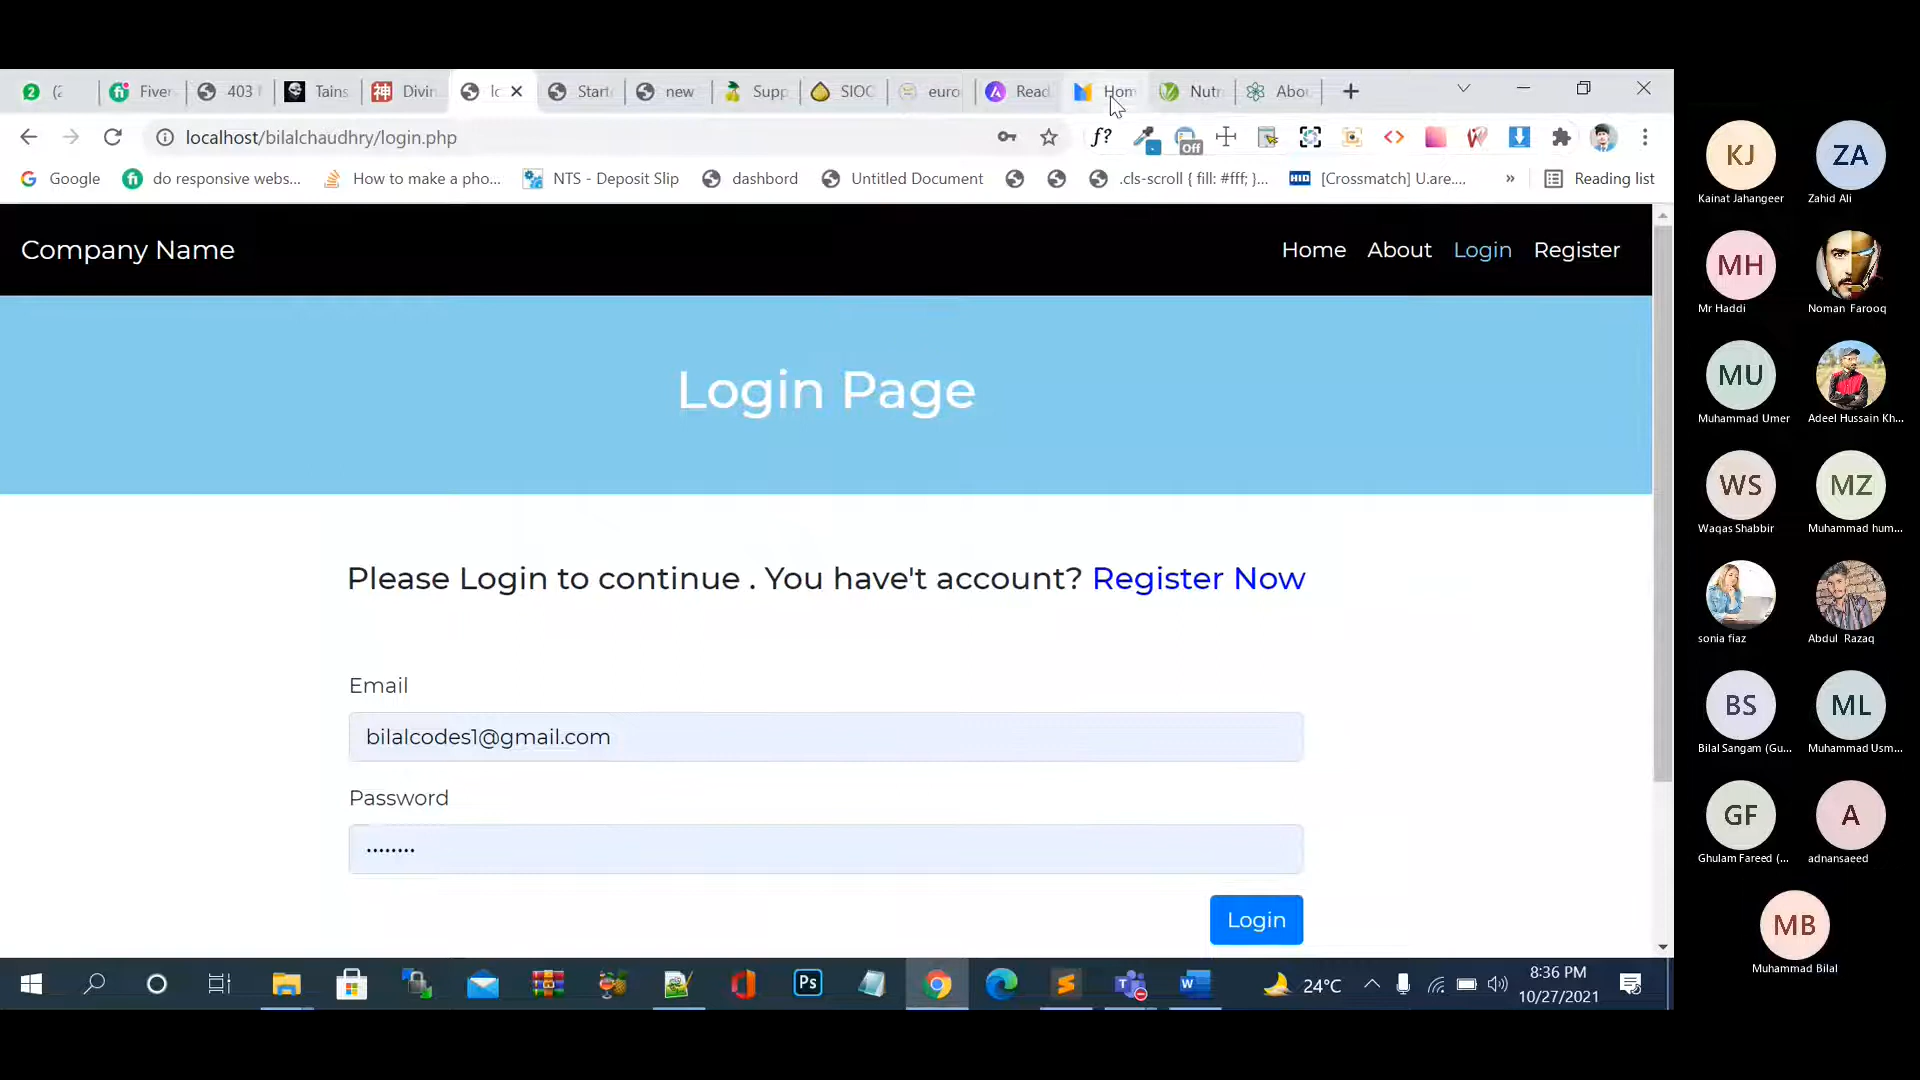 2 Fiver 403 Tains Divin lo Start new Supp SIOC euro Read Hom Nutr Abou
localhost/bilalchaudhry/login.php f? Off
Google do responsive webs... How to make a pho... NTS - Deposit Slip dashbord Untitled Document .cls-scroll { fill: #fff; }... HID [Crossmatch] U.are.... » Reading list
Company Name Home About Login Register
Login Page
Please Login to continue . You have't account? Register Now
Email
bilalcodes1@gmail.com
Password
••••••••
Login
24°C 8:36 PM
10/27/2021
KJ ZA
Kainat Jahangeer Zahid Ali
MH
Mr Haddi Noman Farooq
MU
Muhammad Umer Adeel Hussain Kh...
WS MZ
Waqas Shabbir Muhammad hum...
sonia fiaz Abdul Razaq
BS ML
Bilal Sangam (Gu... Muhammad Usm...
GF A
Ghulam Fareed (... adnansaeed
MB
Muhammad Bilal